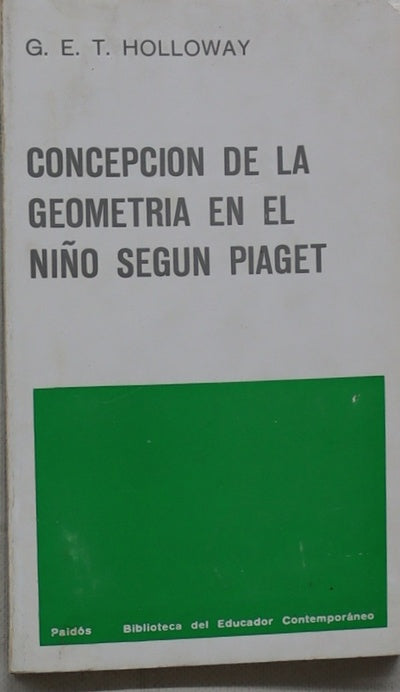 G. E. T. HOLLOWAY
CONCEPCION DE LA
GEOMETRIA EN EL
NIÑO SEGUN PIAGET
Paidós Biblioteca del Educador Contemporáneo